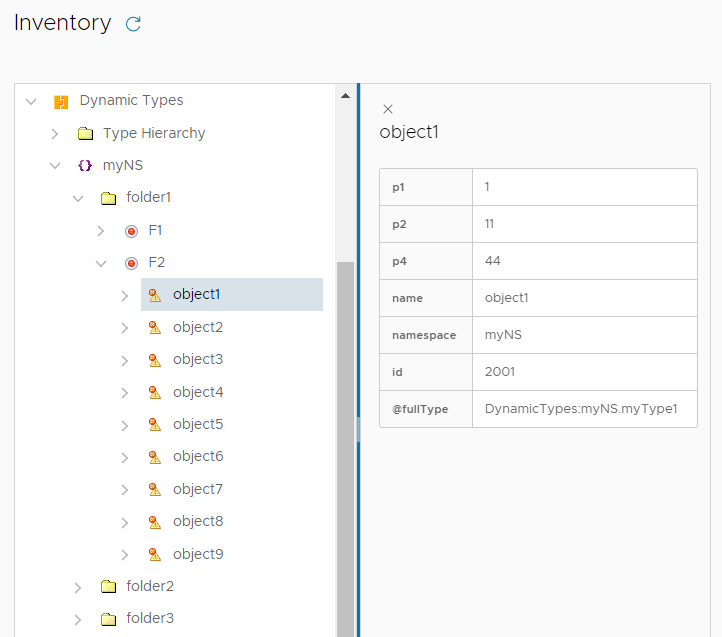 Inventory
Dynamic Types
Type Hierarchy
myNS
folder1
F1
F2
object1
object2
object3
object4
object5
object6
object7
object8
object9
folder2
folder3
object1
p1 1
p2 11
p4 44
name object1
namespace myNS
id 2001
@fullType DynamicTypes:myNS.myType1